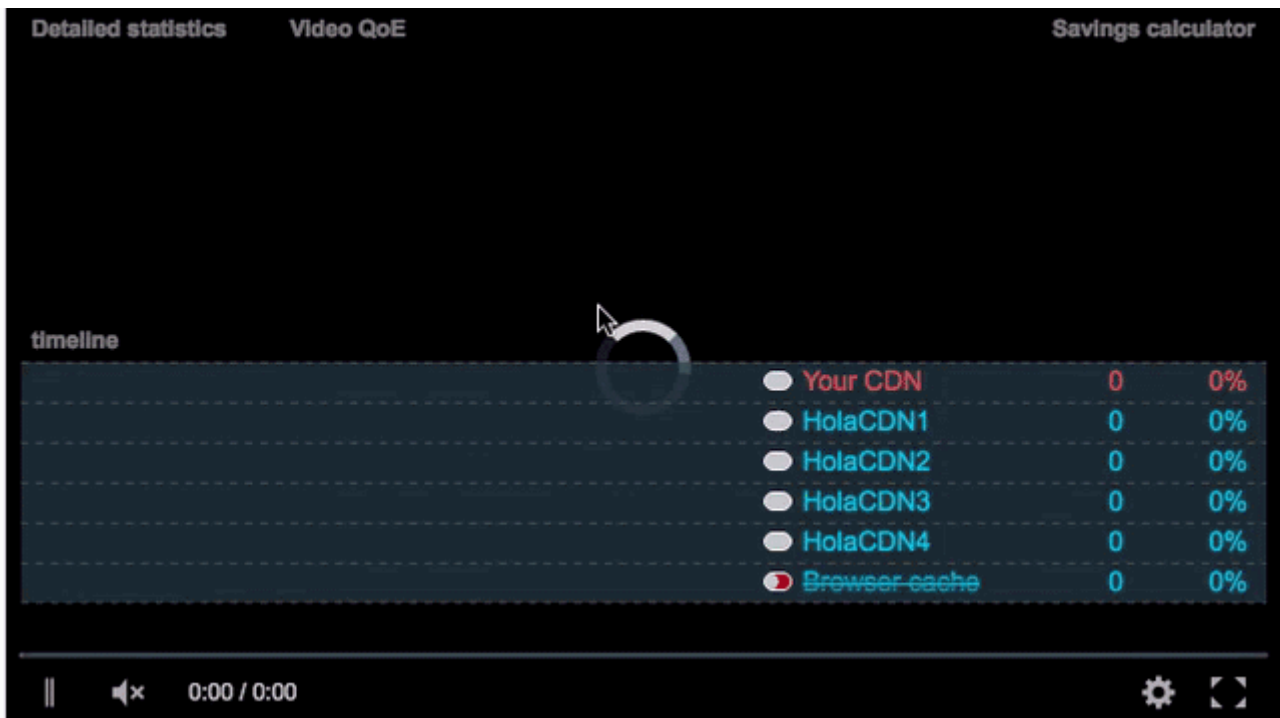 Detailed statistics Video QoE Savings calculator
timeline
Your CDN 0 0%
HolaCDN1 0 0%
HolaCDN2 0 0%
HolaCDN3 0 0%
HolaCDN4 0 0%
Browser cache 0 0%
0:00 / 0:00